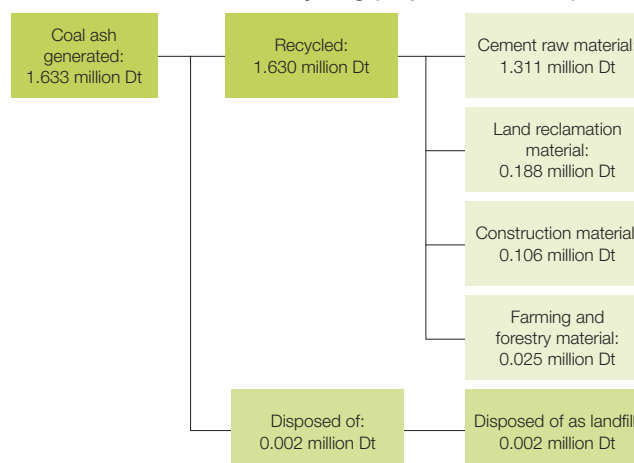 Coal ash
generated:
1.633 million Dt
Recycled:
1.630 million Dt
Cement raw material
1.311 million Dt
Land reclamation
material:
0.188 million Dt
Construction material
0.106 million Dt
Farming and
forestry material:
0.025 million Dt
Disposed of:
0.002 million Dt
Disposed of as landfill
0.002 million Dt